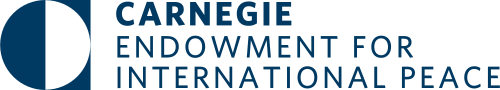 CARNEGIE
ENDOWMENT FOR
INTERNATIONAL PEACE